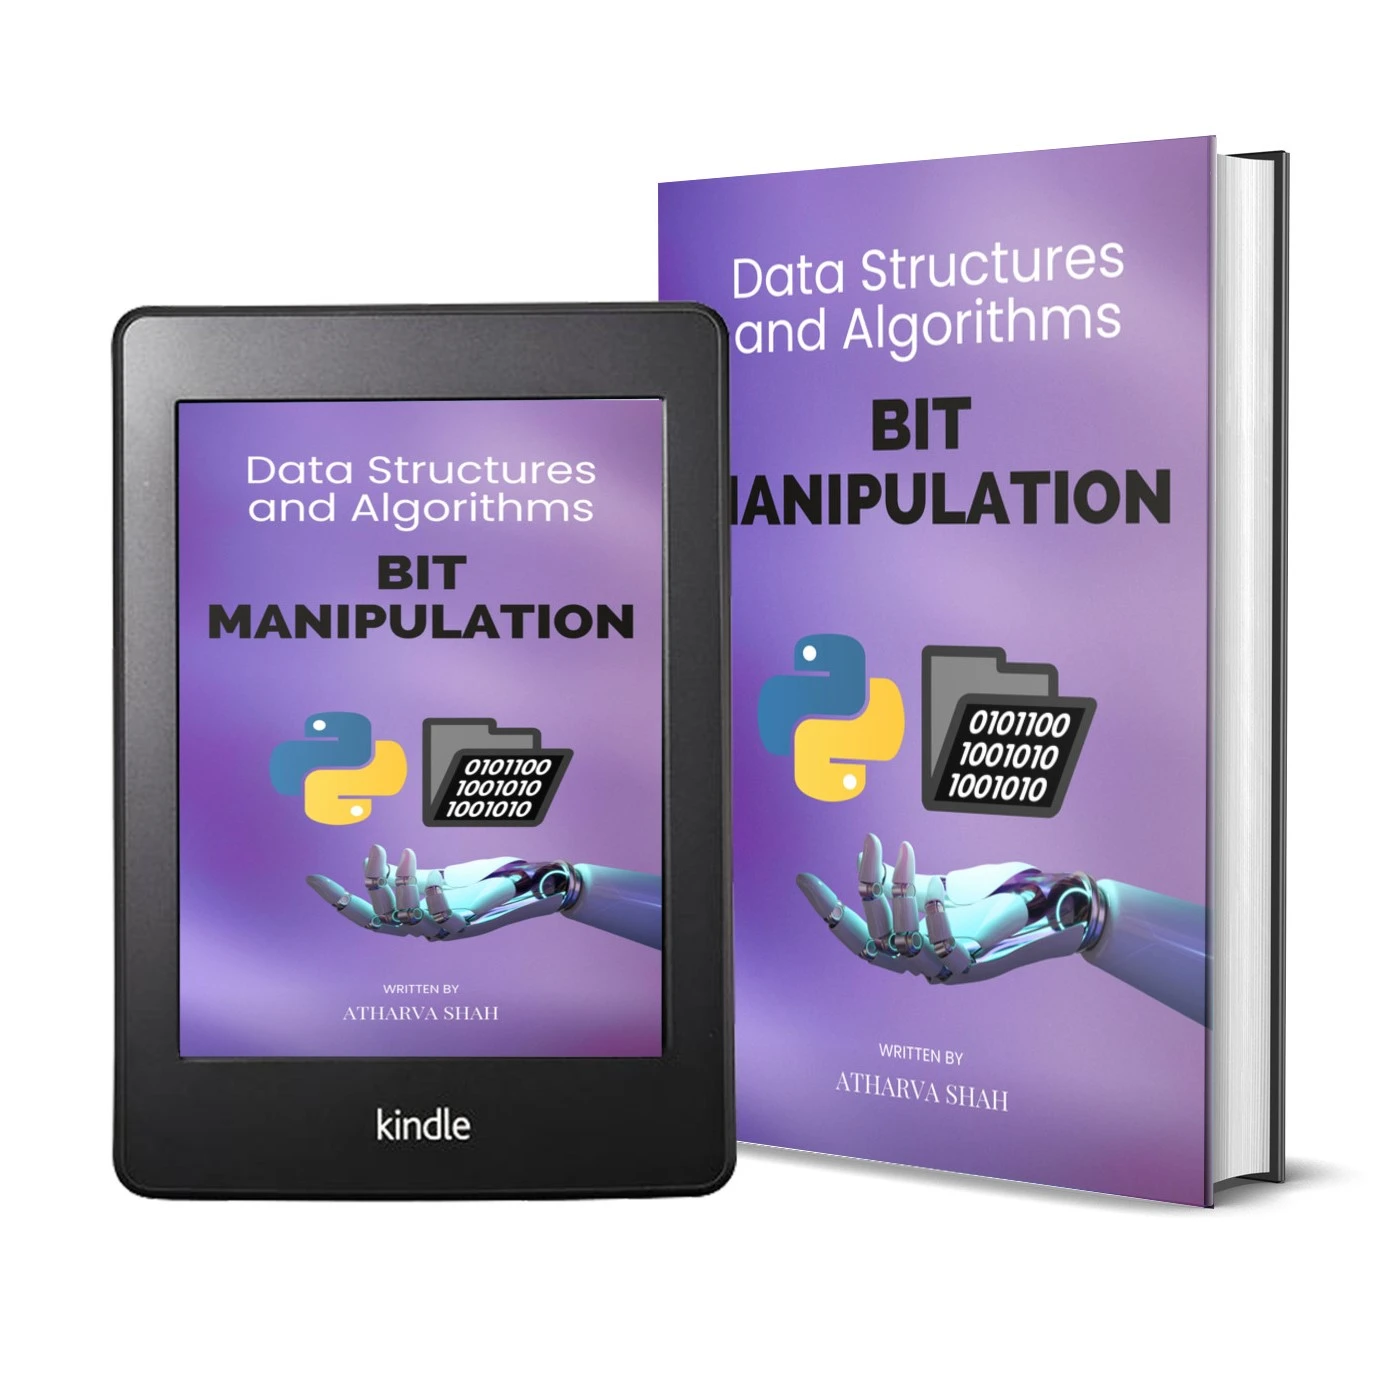 Data Structures
and Algorithms
BIT
MANIPULATION
0101100
1001010
1001010
WRITTEN BY
ATHARVA SHAH
kindle
Data Structures
and Algorithms
BIT
ANIPULATION
0101100
1001010
1001010
WRITTEN BY
ATHARVA SHAH